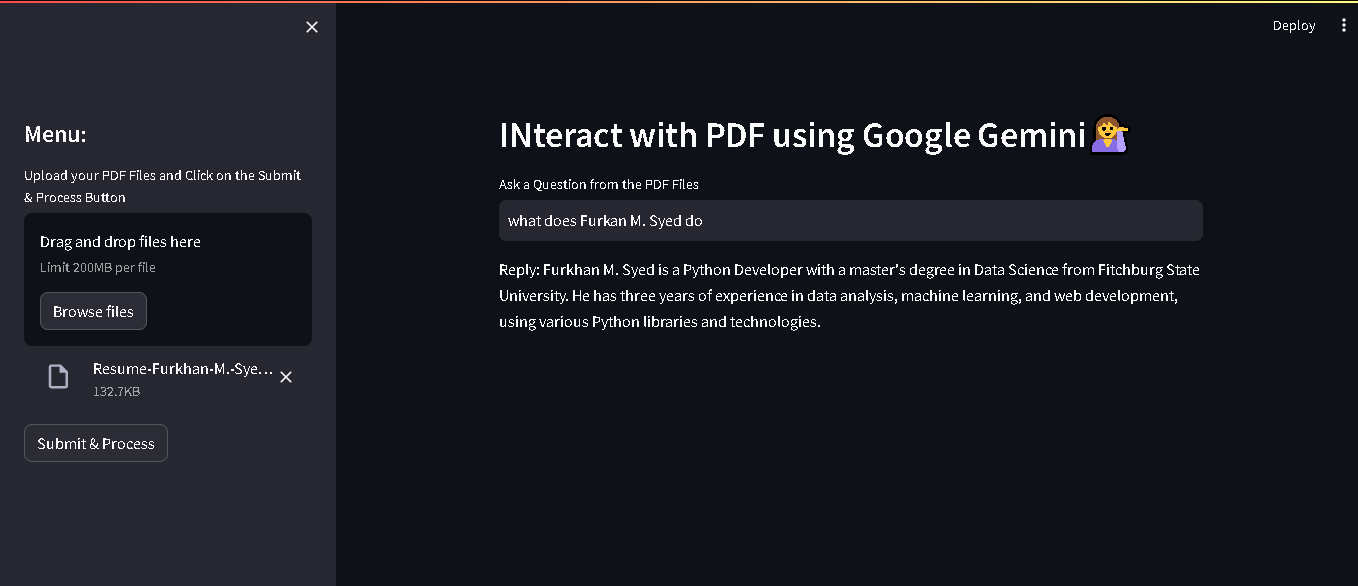 Deploy
Menu:
Upload your PDF Files and Click on the Submit
& Process Button
Drag and drop files here
Limit 200MB per file
Browse files
Resume-Furkhan-M.-Sye...
132.7KB
Submit & Process
INteract with PDF using Google Gemini💁
Ask a Question from the PDF Files
what does Furkan M. Syed do
Reply: Furkhan M. Syed is a Python Developer with a master's degree in Data Science from Fitchburg State
University. He has three years of experience in data analysis, machine learning, and web development,
using various Python libraries and technologies.